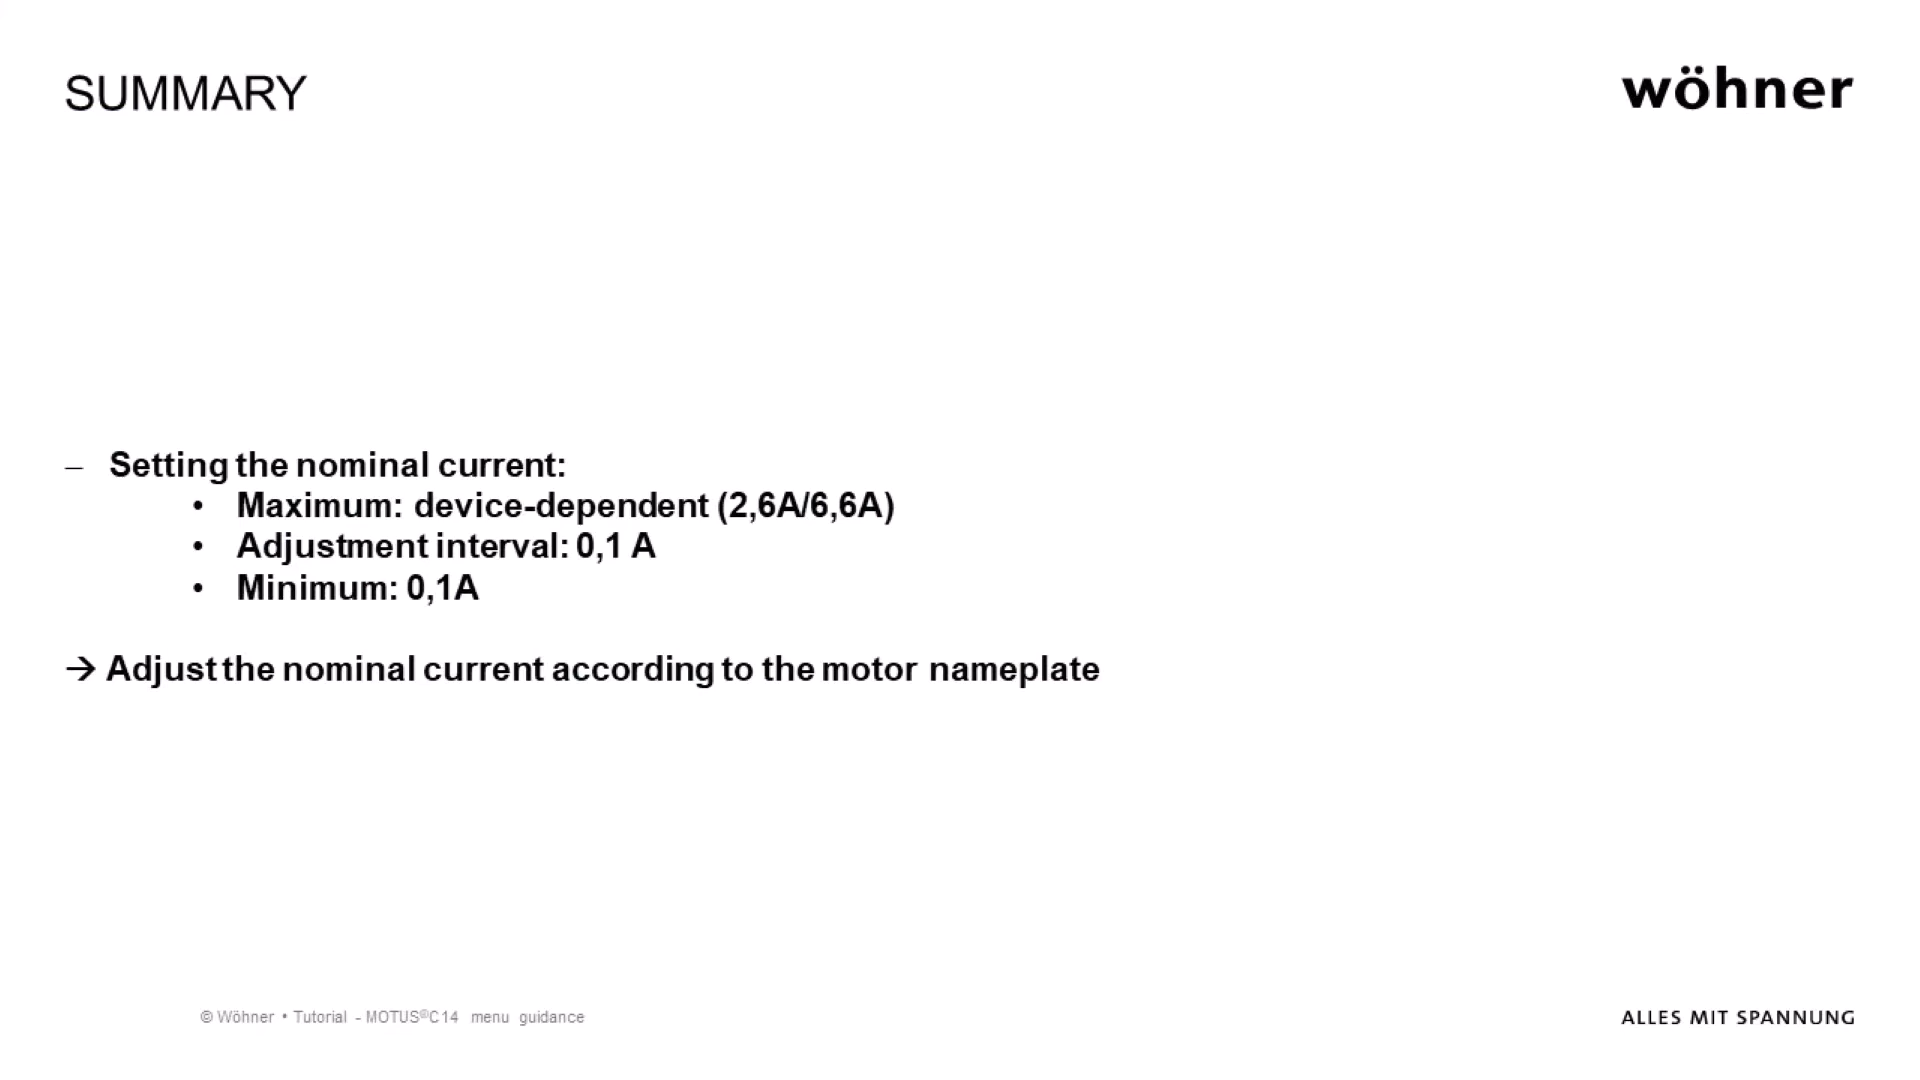 SUMMARY
wöhner
– Setting the nominal current:
• Maximum: device-dependent (2,6A/6,6A)
• Adjustment interval: 0,1 A
• Minimum: 0,1A
→ Adjust the nominal current according to the motor nameplate
© Wöhner • Tutorial - MOTUS®C14 menu guidance
ALLES MIT SPANNUNG